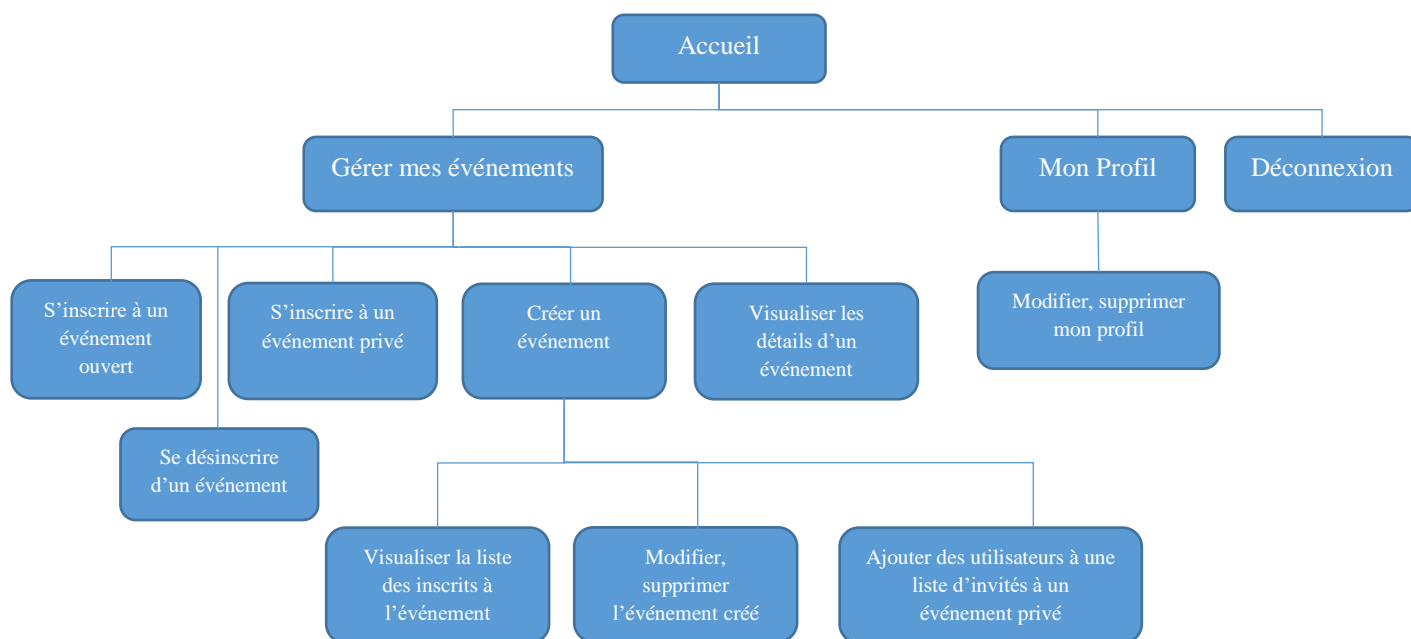 Accueil
Gérer mes événements
Mon Profil
Déconnexion
S’inscrire à un
événement
ouvert
S’inscrire à un
événement privé
Créer un
événement
Visualiser les
détails d’un
événement
Modifier, supprimer
mon profil
Se désinscrire
d’un événement
Visualiser la liste
des inscrits à
l’événement
Modifier,
supprimer
l’événement créé
Ajouter des utilisateurs à une
liste d’invités à un
événement privé